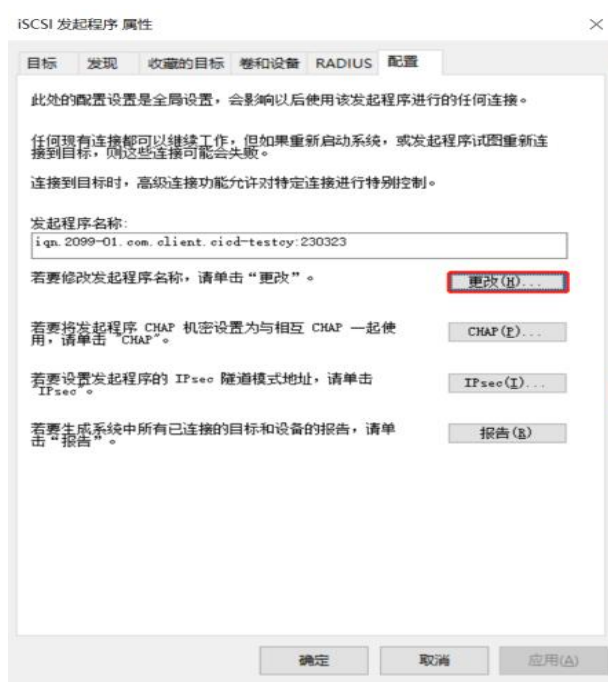 iSCSI 发起程序 属性
目标 发现 收藏的目标 卷和设备 RADIUS 配置
此处的配置设置是全局设置，会影响以后使用该发起程序进行的任何连接。
任何现有连接都可以继续工作，但如果重新启动系统，或发起程序试图重新连
接到目标，则这些连接可能会失败。
连接到目标时，高级连接功能允许对特定连接进行特别控制。
发起程序名称:
iqn.2099-01.com.client.cicd-testcy:230323
若要修改发起程序名称，请单击“更改”。
更改(H)...
若要将发起程序 CHAP 机密设置为与相互 CHAP 一起使
用，请单击 "CHAP"。
CHAP(P)...
若要设置发起程序的 IPsec 隧道模式地址，请单击
"IPsec"。
IPsec(I)...
若要生成系统中所有已连接的目标和设备的报告，请单
击“报告”。
报告(R)
确定 取消 应用(A)